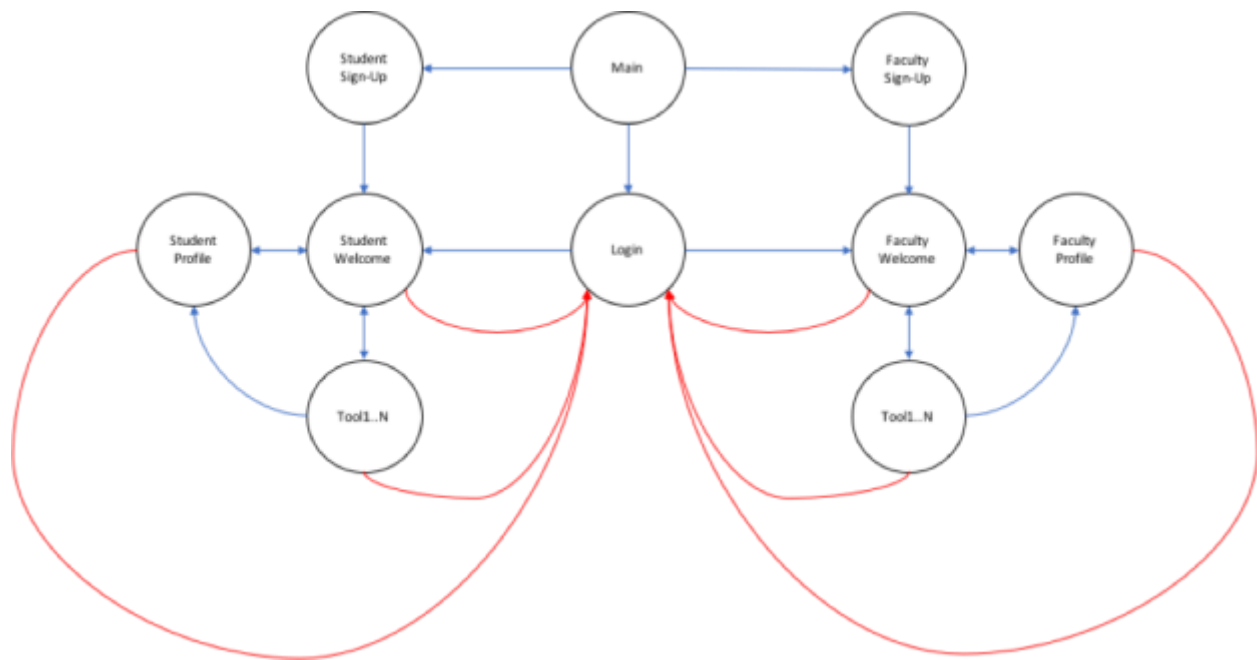 Student
Sign-Up
Main
Faculty
Sign-Up
Student
Profile
Student
Welcome
Login
Faculty
Welcome
Faculty
Profile
Tool1..N
Tool1..N